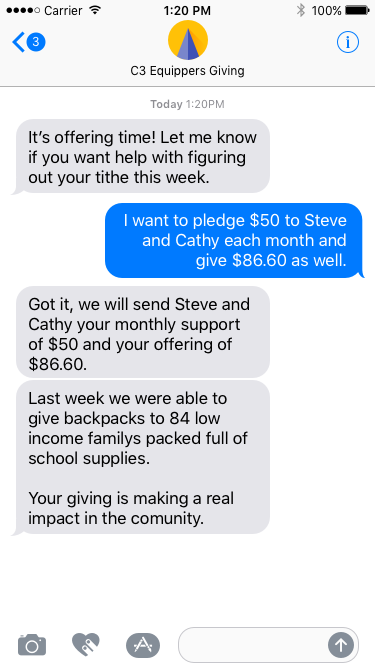 Carrier 1:20 PM 100%
3
C3 Equippers Giving
Today 1:20PM
It's offering time! Let me know
if you want help with figuring
out your tithe this week.
I want to pledge $50 to Steve
and Cathy each month and
give $86.60 as well.
Got it, we will send Steve and
Cathy your monthly support
of $50 and your offering of
$86.60.
Last week we were able to
give backpacks to 84 low
income familys packed full of
school supplies.
Your giving is making a real
impact in the comunity.